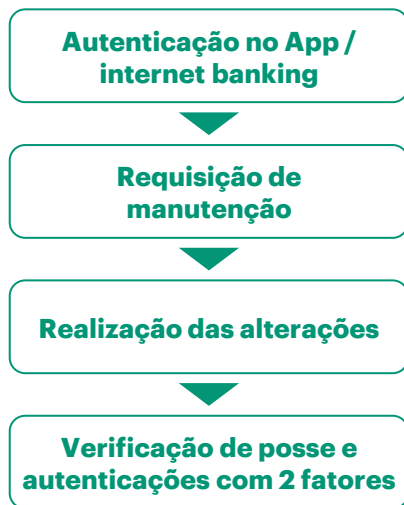 Autenticação no App /
internet banking
Requisição de
manutenção
Realização das alterações
Verificação de posse e
autenticações com 2 fatores